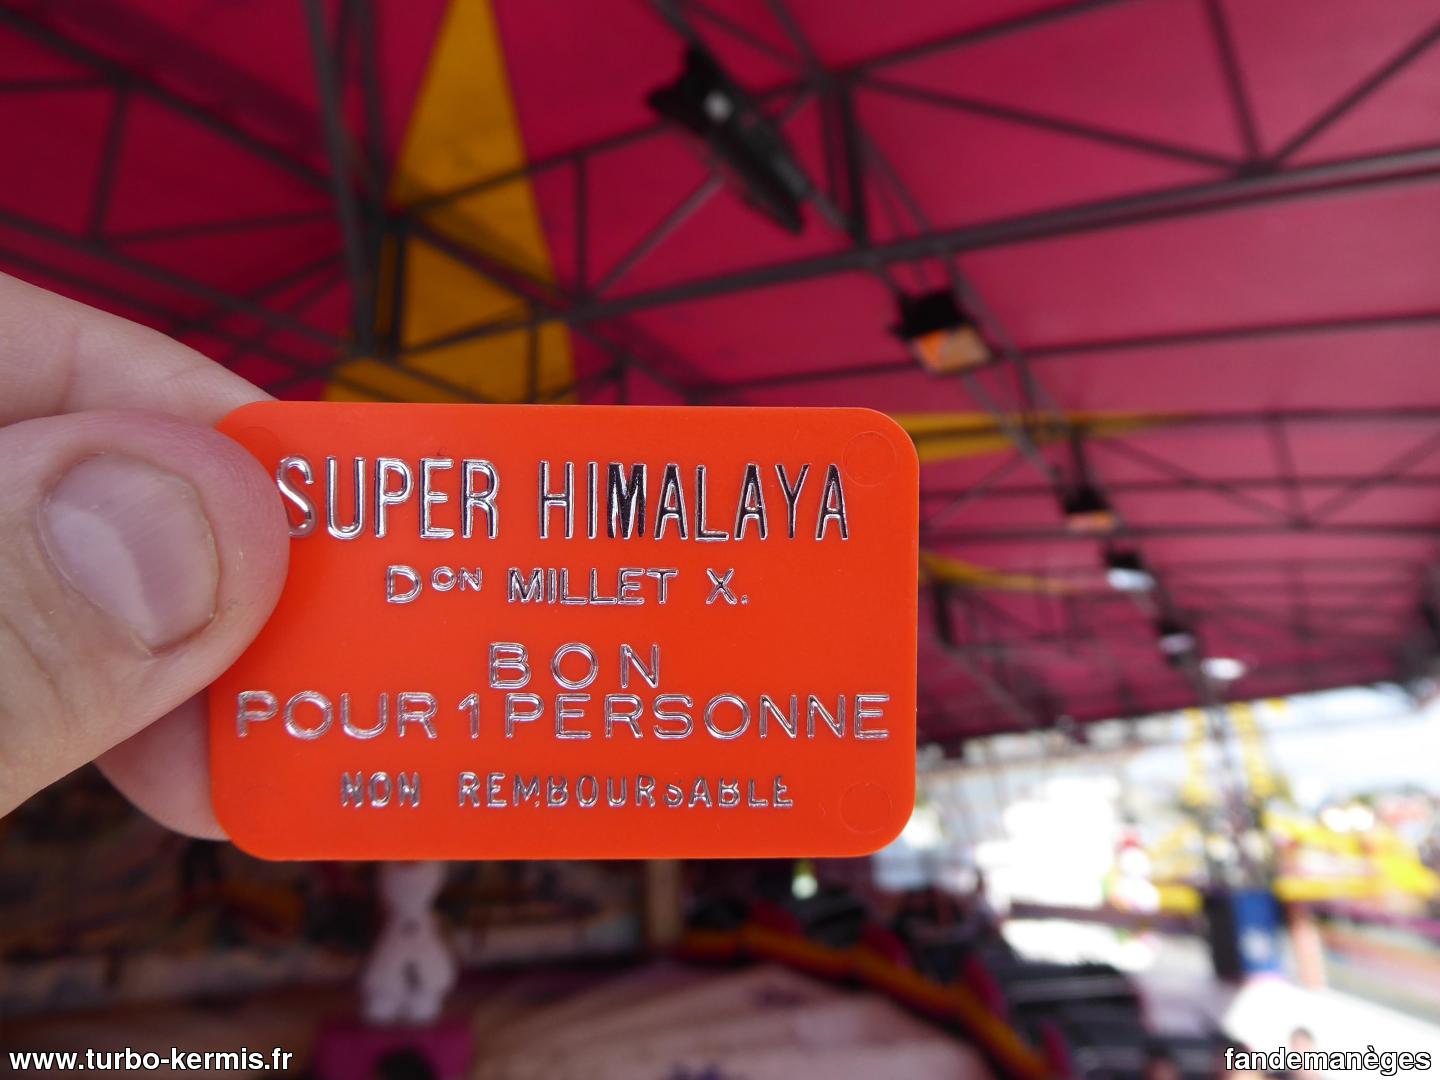 SUPER HIMALAYA
DON MILLET X.
BON
POUR 1 PERSONNE
NON REMBOURSABLE
www.turbo-kermis.fr
fandemanèges